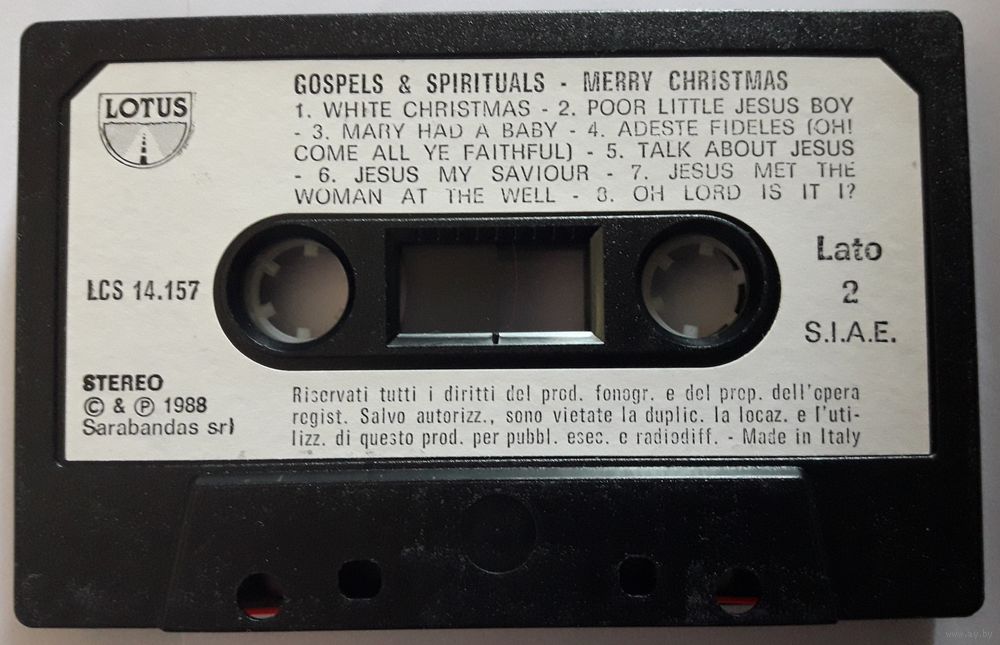 LOTUS
GOSPELS & SPIRITUALS - MERRY CHRISTMAS
1. WHITE CHRISTMAS - 2. POOR LITTLE JESUS BOY
- 3. MARY HAD A BABY - 4. ADESTE FIDELES (OH!
COME ALL YE FAITHFUL) - 5. TALK ABOUT JESUS
- 6. JESUS MY SAVIOUR - 7. JESUS MET THE
WOMAN AT THE WELL - 8. OH LORD IS IT I?
LCS 14.157
Lato
2
S.I.A.E.
STEREO
© & ℗ 1988
Sarabandas srl
Riservati tutti i diritti del prod. fonogr. e del prop. dell'opera
regist. Salvo autorizz., sono vietate la duplic. la locaz. e l'uti-
lizz. di questo prod. per pubbl. esec. e radiodiff. - Made in Italy
www.ay.by